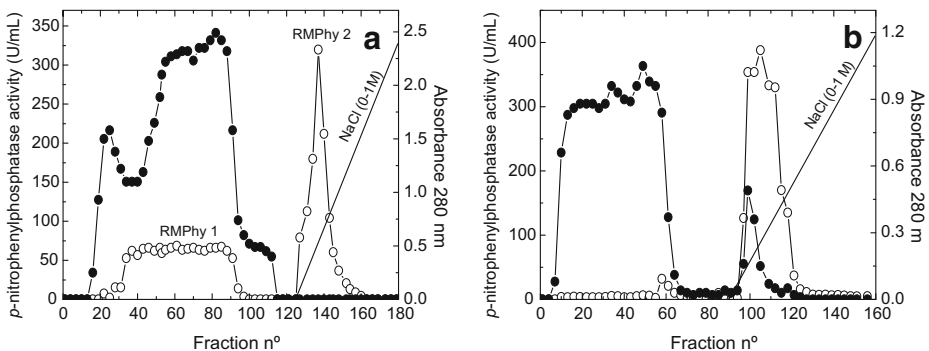 a
RMPhy 2
RMPhy 1
NaCl (0-1M)
p-nitrophenylphosphatase activity (U/mL)
350
300
250
200
150
100
50
0
0 20 40 60 80 100 120 140 160 180
Fraction nº
2.5
2.0
1.5
1.0
0.5
0.0
Absorbance 280 nm
b
NaCl (0-1 M)
p-nitrophenylphosphatase activity (U/mL)
400
300
200
100
0
0 20 40 60 80 100 120 140 160
Fraction nº
1.2
0.9
0.6
0.3
0.0
Absorbance 280 m